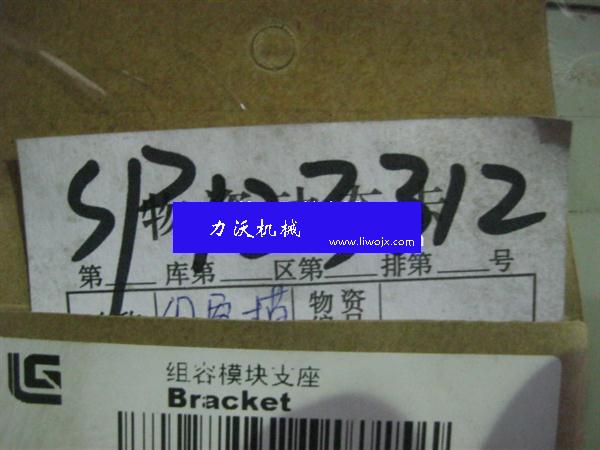 SP123312
力沃机械
www.liwojx.com
第 库第 区第 排第 号
物资
组容模块支座
Bracket